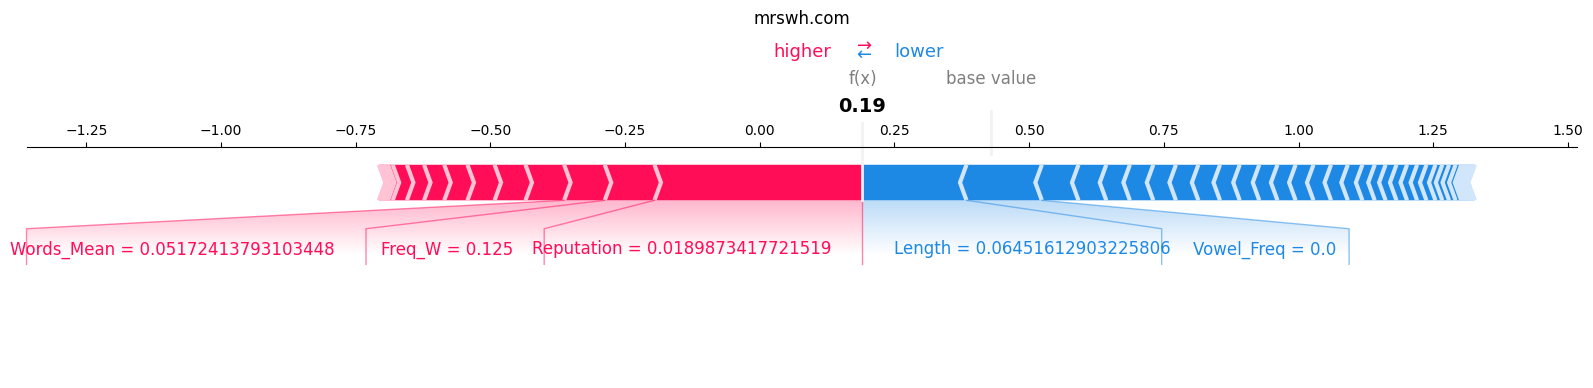 mrswh.com
higher ⇄ lower
f(x) base value
0.19
−1.25 −1.00 −0.75 −0.50 −0.25 0.00 0.25 0.50 0.75 1.00 1.25 1.50
Words_Mean = 0.05172413793103448 Freq_W = 0.125 Reputation = 0.0189873417721519 Length = 0.06451612903225806 Vowel_Freq = 0.0